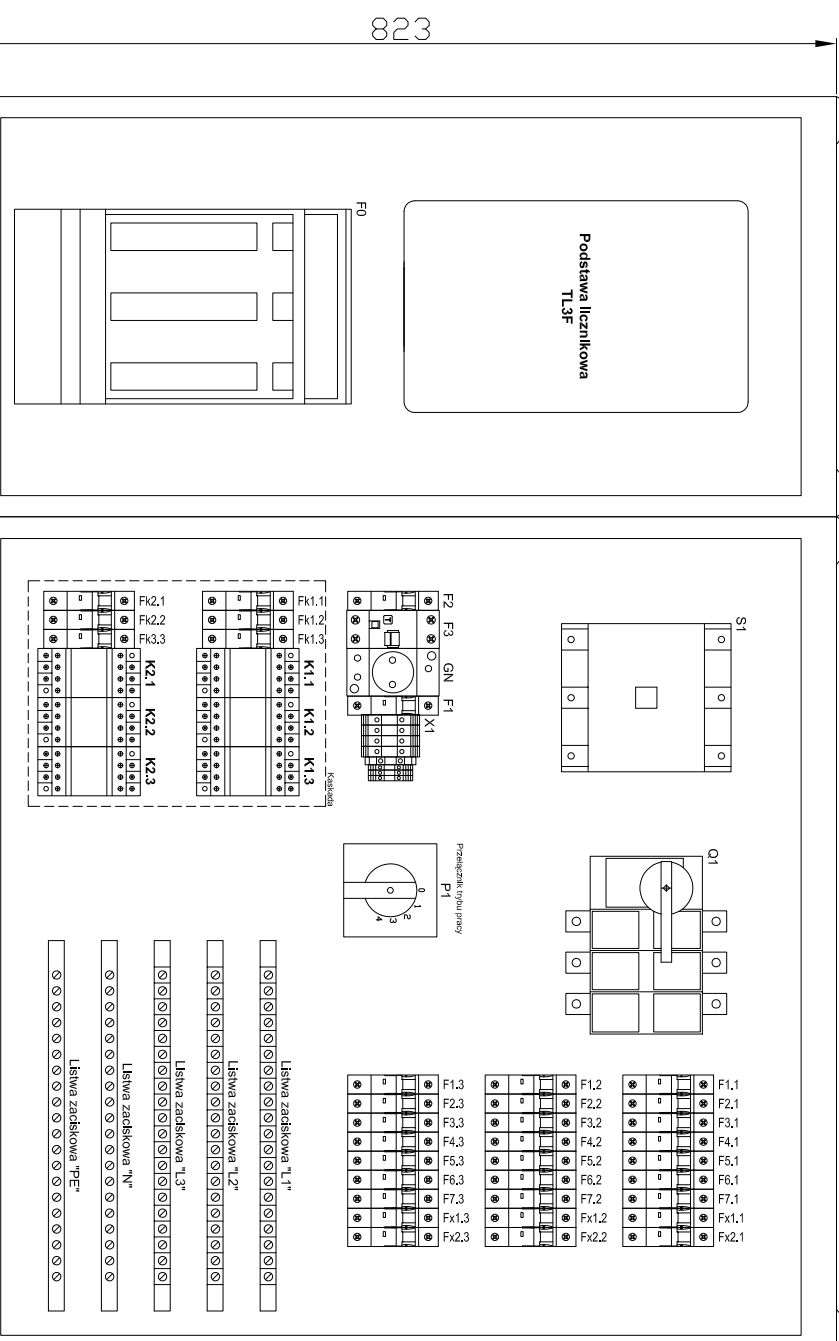 823
F0
Podstawa licznikowa
TL3F
S1
F2 F3 GN F1 X1
T
Fk1.1
Fk1.2
Fk1.3
K1.1 K1.2 K1.3
Kaskada
Fk2.1
Fk2.2
Fk3.3
K2.1 K2.2 K2.3
Q1
Przełącznik trybu pracy
P1
0
1
2
3
4
F1.1
F2.1
F3.1
F4.1
F5.1
F6.1
F7.1
Fx1.1
Fx2.1
F1.2
F2.2
F3.2
F4.2
F5.2
F6.2
F7.2
Fx1.2
Fx2.2
F1.3
F2.3
F3.3
F4.3
F5.3
F6.3
F7.3
Fx1.3
Fx2.3
Listwa zaciskowa "L1"
Listwa zaciskowa "L2"
Listwa zaciskowa "L3"
Listwa zaciskowa "N"
Listwa zaciskowa "PE"